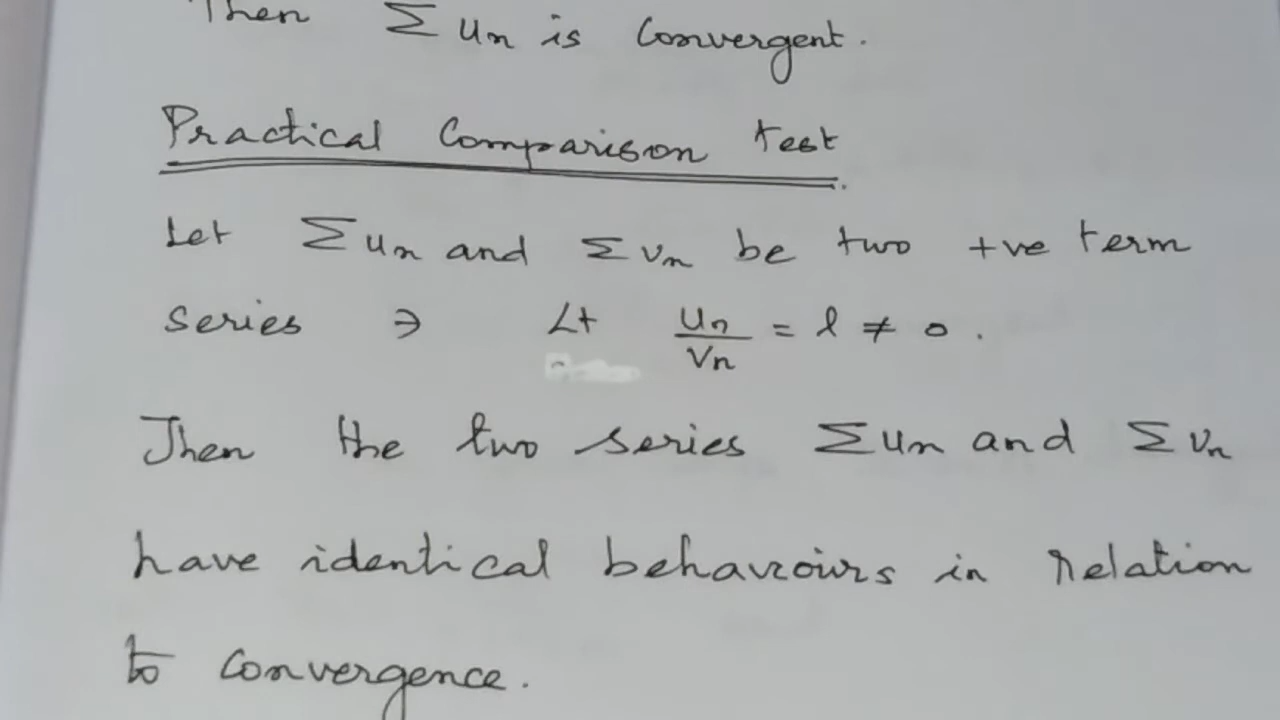 Then Σ un is Convergent.
Practical Comparison test.
Let Σ un and Σ vn be two +ve term
series ∋ Lt un/vn = l ≠ 0.
Then the two series Σ un and Σ vn
have identical behaviours in relation
to convergence.